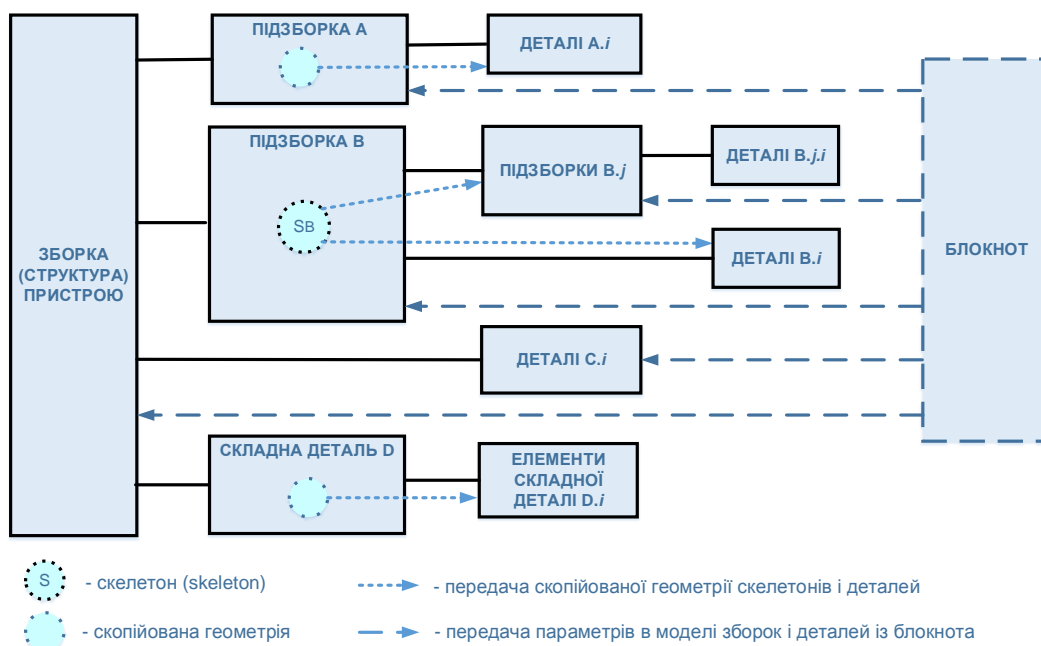 ПІДЗБОРКА А
ДЕТАЛІ А.i
ПІДЗБОРКА В
ПІДЗБОРКИ В.j
ДЕТАЛІ В.j.i
SB
ДЕТАЛІ В.i
ЗБОРКА
(СТРУКТУРА)
ПРИСТРОЮ
БЛОКНОТ
ДЕТАЛІ С.i
СКЛАДНА ДЕТАЛЬ D
ЕЛЕМЕНТИ
СКЛАДНОЇ
ДЕТАЛІ D.i
S - скелетон (skeleton)
- передача скопійованої геометрії скелетонів і деталей
- скопійована геометрія
- передача параметрів в моделі зборок і деталей із блокнота